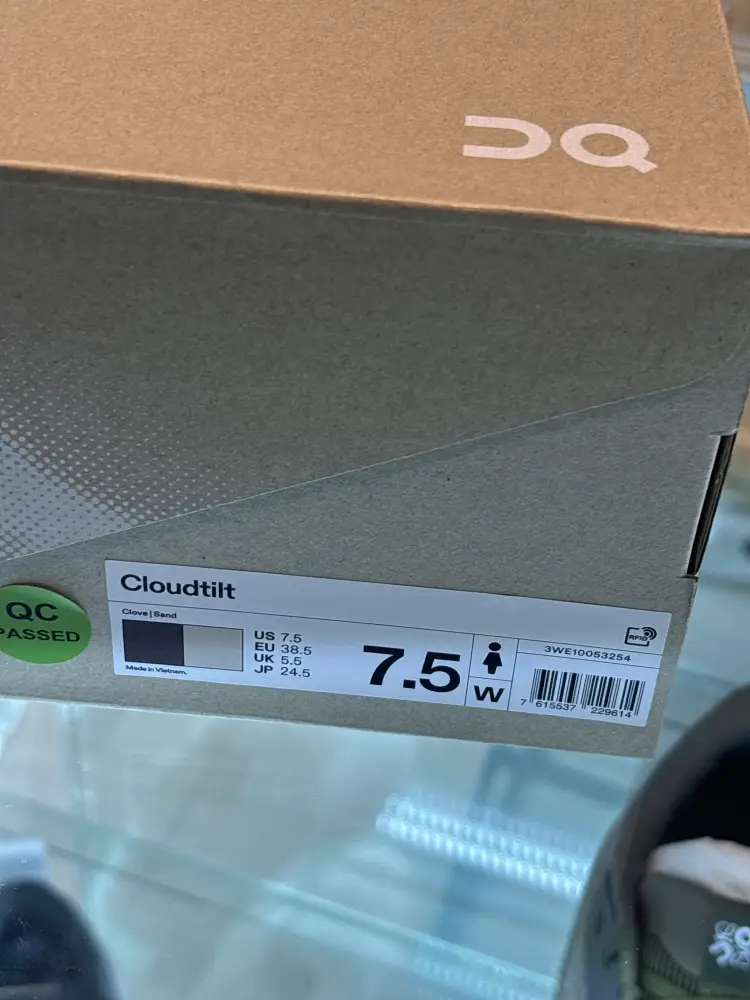 QC
PASSED
Cloudtilt
Clove | Sand
Made in Vietnam.
US 7.5
EU 38.5
UK 5.5
JP 24.5
7.5
W
RFID
3WE10053254
7 615537 229614